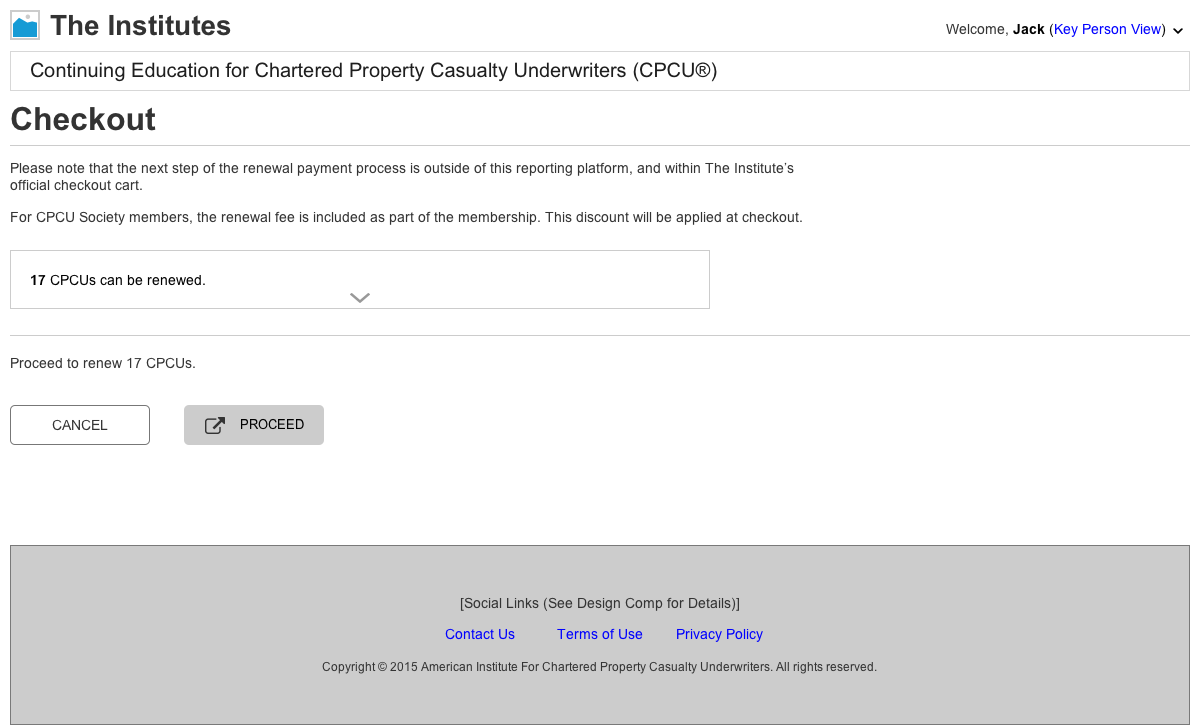 The Institutes
Welcome, Jack (Key Person View)
Continuing Education for Chartered Property Casualty Underwriters (CPCU®)
Checkout
Please note that the next step of the renewal payment process is outside of this reporting platform, and within The Institute’s
official checkout cart.
For CPCU Society members, the renewal fee is included as part of the membership. This discount will be applied at checkout.
17 CPCUs can be renewed.
Proceed to renew 17 CPCUs.
CANCEL
PROCEED
[Social Links (See Design Comp for Details)]
Contact Us Terms of Use Privacy Policy
Copyright © 2015 American Institute For Chartered Property Casualty Underwriters. All rights reserved.